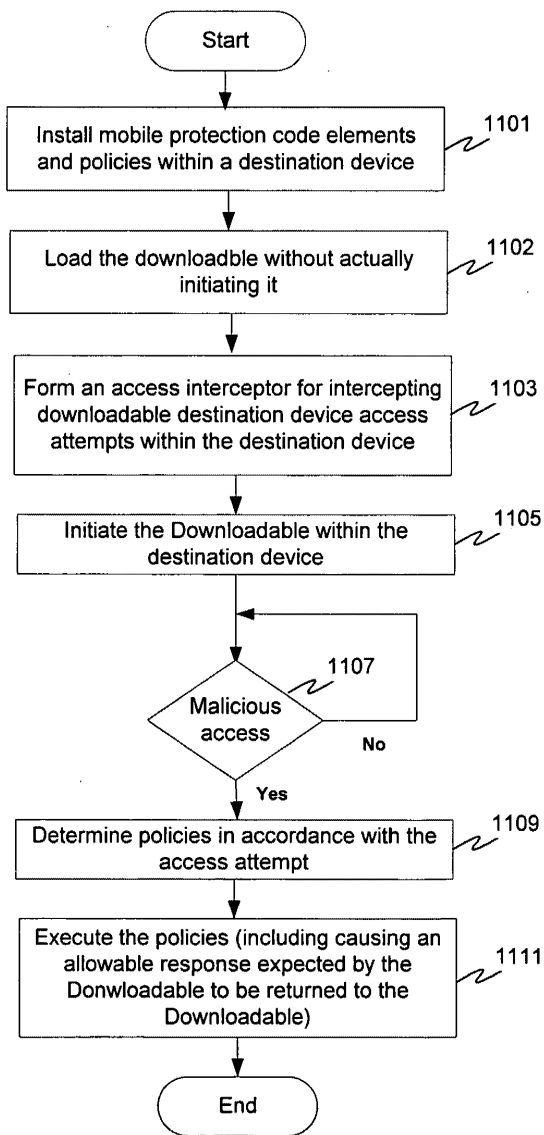 Start
1101
Install mobile protection code elements
and policies within a destination device
1102
Load the downloadble without actually
initiating it
1103
Form an access interceptor for intercepting
downloadable destination device access
attempts within the destination device
1105
Initiate the Downloadable within the
destination device
1107
Malicious
access
No
Yes
1109
Determine policies in accordance with the
access attempt
1111
Execute the policies (including causing an
allowable response expected by the
Donwloadable to be returned to the
Downloadable)
End